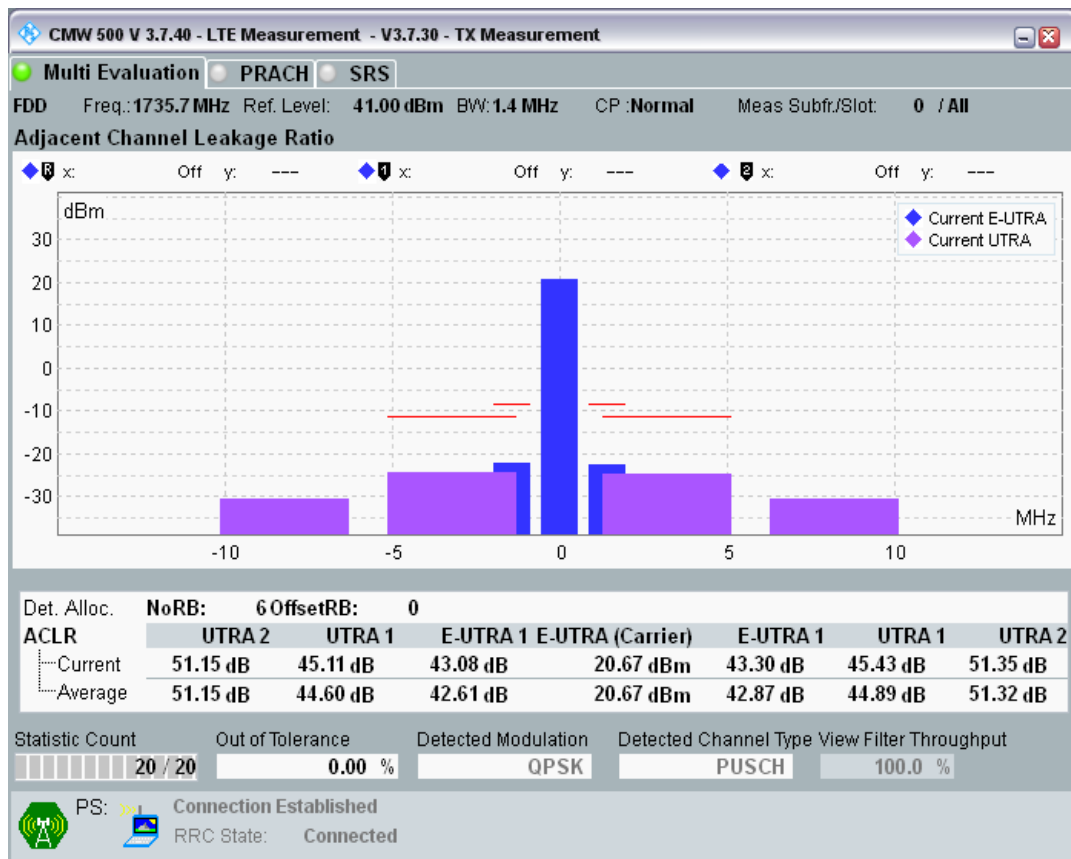 CMW 500 V 3.7.40 - LTE Measurement - V3.7.30 - TX Measurement
Multi Evaluation PRACH SRS
FDD Freq.: 1735.7 MHz Ref. Level: 41.00 dBm BW: 1.4 MHz CP : Normal Meas Subfr./Slot: 0 / All
Adjacent Channel Leakage Ratio
R x: Off y: --- 1 x: Off y: --- 2 x: Off y: ---
dBm
Current E-UTRA
Current UTRA
30
20
10
0
-10
-20
-30
MHz
-10 -5 0 5 10
Det. Alloc. NoRB: 6 OffsetRB: 0
ACLR UTRA 2 UTRA 1 E-UTRA 1 E-UTRA (Carrier) E-UTRA 1 UTRA 1 UTRA 2
Current 51.15 dB 45.11 dB 43.08 dB 20.67 dBm 43.30 dB 45.43 dB 51.35 dB
Average 51.15 dB 44.60 dB 42.61 dB 20.67 dBm 42.87 dB 44.89 dB 51.32 dB
Statistic Count Out of Tolerance Detected Modulation Detected Channel Type View Filter Throughput
20 / 20 0.00 % QPSK PUSCH 100.0 %
PS: Connection Established
RRC State: Connected